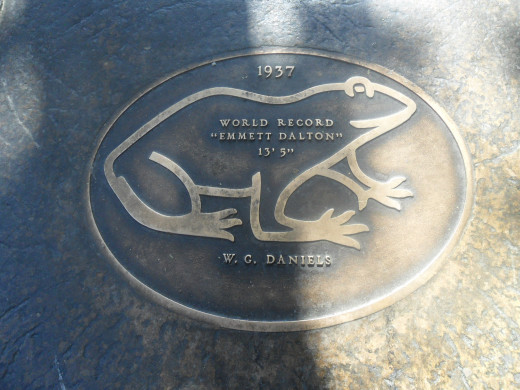 1937
WORLD RECORD
"EMMETT DALTON"
13' 5"
W. G. DANIELS